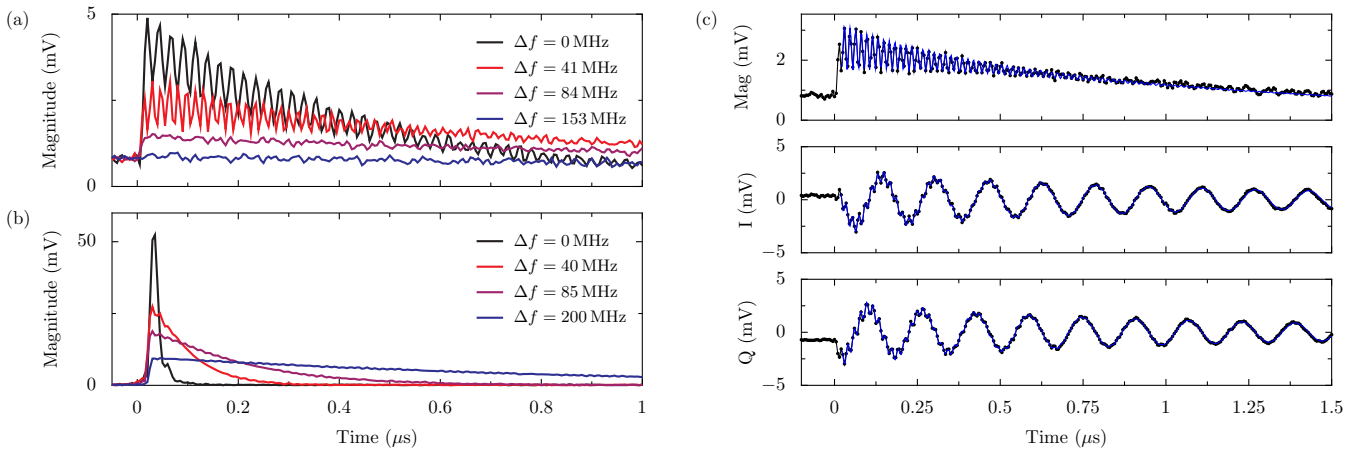 (a)
Magnitude (mV)
5
2.5
0
Δf = 0 MHz
Δf = 41 MHz
Δf = 84 MHz
Δf = 153 MHz
(b)
Magnitude (mV)
50
0
Δf = 0 MHz
Δf = 40 MHz
Δf = 85 MHz
Δf = 200 MHz
0 0.2 0.4 0.6 0.8 1
Time (μs)
(c)
Mag (mV)
2
0
I (mV)
5
0
−5
Q (mV)
5
0
−5
0 0.25 0.5 0.75 1 1.25 1.5
Time (μs)